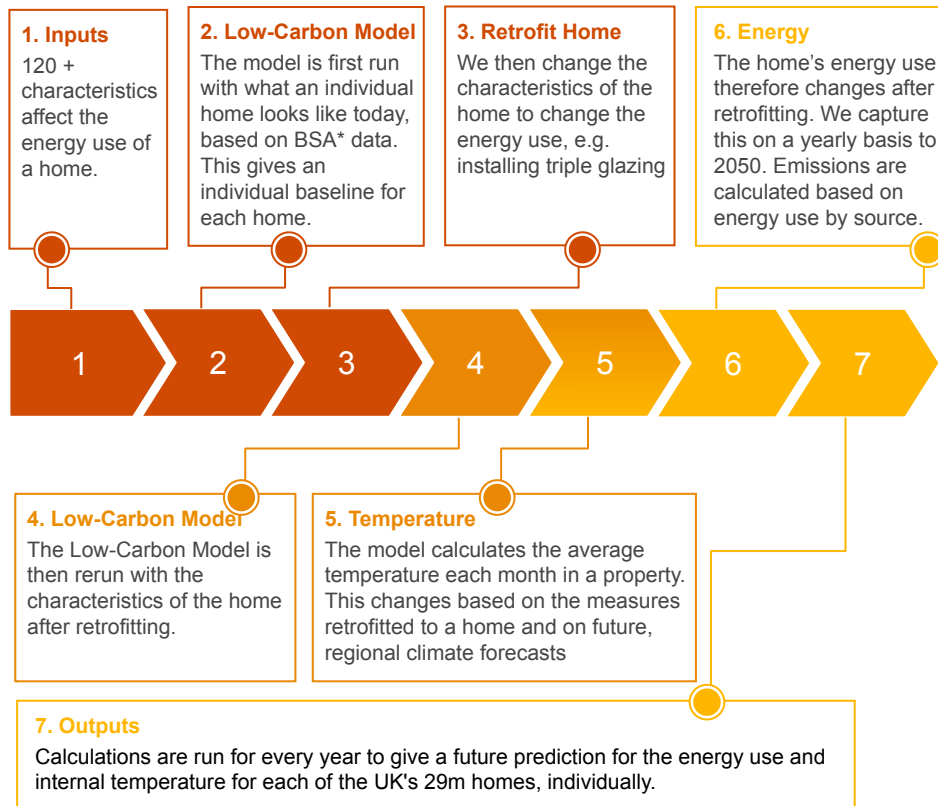 1. Inputs
120 +
characteristics
affect the
energy use of
a home.
2. Low-Carbon Model
The model is first run
with what an individual
home looks like today,
based on BSA* data.
This gives an
individual baseline for
each home.
3. Retrofit Home
We then change the
characteristics of the
home to change the
energy use, e.g.
installing triple glazing
6. Energy
The home's energy use
therefore changes after
retrofitting. We capture
this on a yearly basis to
2050. Emissions are
calculated based on
energy use by source.
1
2
3
4
5
6
7
4. Low-Carbon Model
The Low-Carbon Model is
then rerun with the
characteristics of the home
after retrofitting.
5. Temperature
The model calculates the average
temperature each month in a property.
This changes based on the measures
retrofitted to a home and on future,
regional climate forecasts
7. Outputs
Calculations are run for every year to give a future prediction for the energy use and
internal temperature for each of the UK's 29m homes, individually.